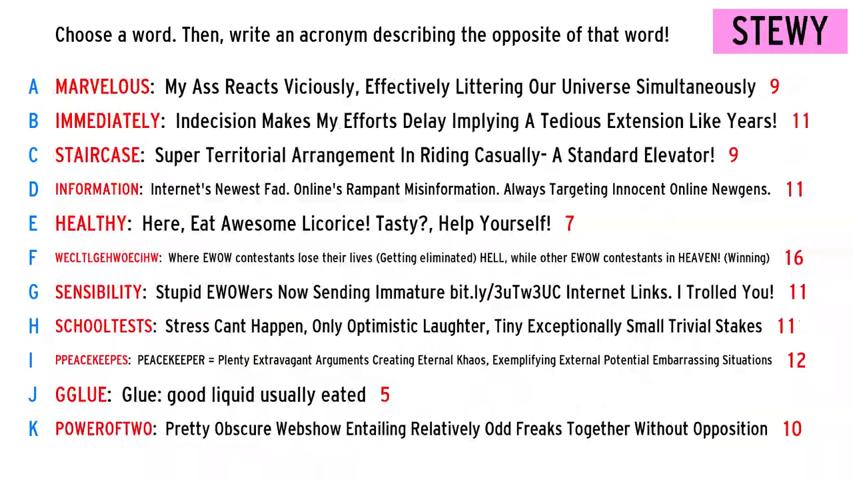 Choose a word. Then, write an acronym describing the opposite of that word!
STEWY
A MARVELOUS: My Ass Reacts Viciously, Effectively Littering Our Universe Simultaneously 9
B IMMEDIATELY: Indecision Makes My Efforts Delay Implying A Tedious Extension Like Years! 11
C STAIRCASE: Super Territorial Arrangement In Riding Casually- A Standard Elevator! 9
D INFORMATION: Internet's Newest Fad. Online's Rampant Misinformation. Always Targeting Innocent Online Newgens. 11
E HEALTHY: Here, Eat Awesome Licorice! Tasty?, Help Yourself! 7
F WECLTLGEHWOECIHW: Where EWOW contestants lose their lives (Getting eliminated) HELL, while other EWOW contestants in HEAVEN! (Winning) 16
G SENSIBILITY: Stupid EWOWers Now Sending Immature bit.ly/3uTw3UC Internet Links. I Trolled You! 11
H SCHOOLTESTS: Stress Cant Happen, Only Optimistic Laughter, Tiny Exceptionally Small Trivial Stakes 11
I PPEACEKEEPES: PEACEKEEPER = Plenty Extravagant Arguments Creating Eternal Khaos, Exemplifying External Potential Embarrassing Situations 12
J GGLUE: Glue: good liquid usually eated 5
K POWEROFTWO: Pretty Obscure Webshow Entailing Relatively Odd Freaks Together Without Opposition 10